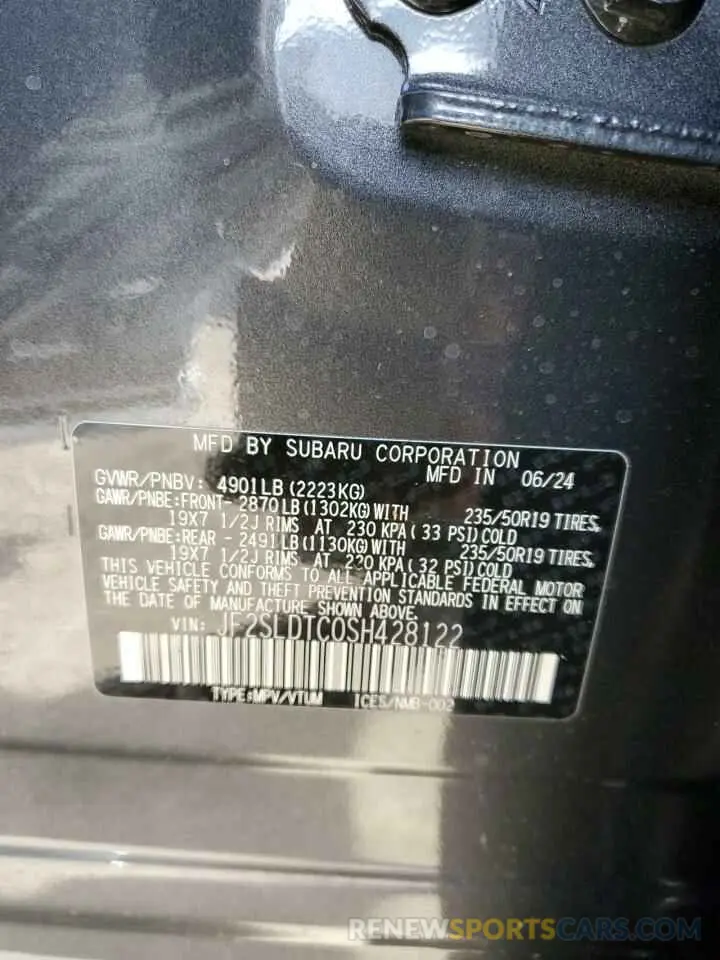 MFD BY SUBARU CORPORATION
MFD IN 06/24
GVWR/PNBV: 4901LB (2223KG)
GAWR/PNBE:FRONT- 2870LB (1302KG) WITH 235/50R19 TIRES,
19X7 1/2J RIMS AT 230 KPA (33 PSI) COLD
GAWR/PNBE:REAR - 2491LB (1130KG) WITH 235/50R19 TIRES,
19X7 1/2J RIMS AT 220 KPA (32 PSI) COLD
THIS VEHICLE CONFORMS TO ALL APPLICABLE FEDERAL MOTOR
VEHICLE SAFETY AND THEFT PREVENTION STANDARDS IN EFFECT ON
THE DATE OF MANUFACTURE SHOWN ABOVE.
VIN: JF2SLDTC0SH428122
TYPE:MPV/VTUM ICES/NMB-002
RENEWSPORTSCARS.COM